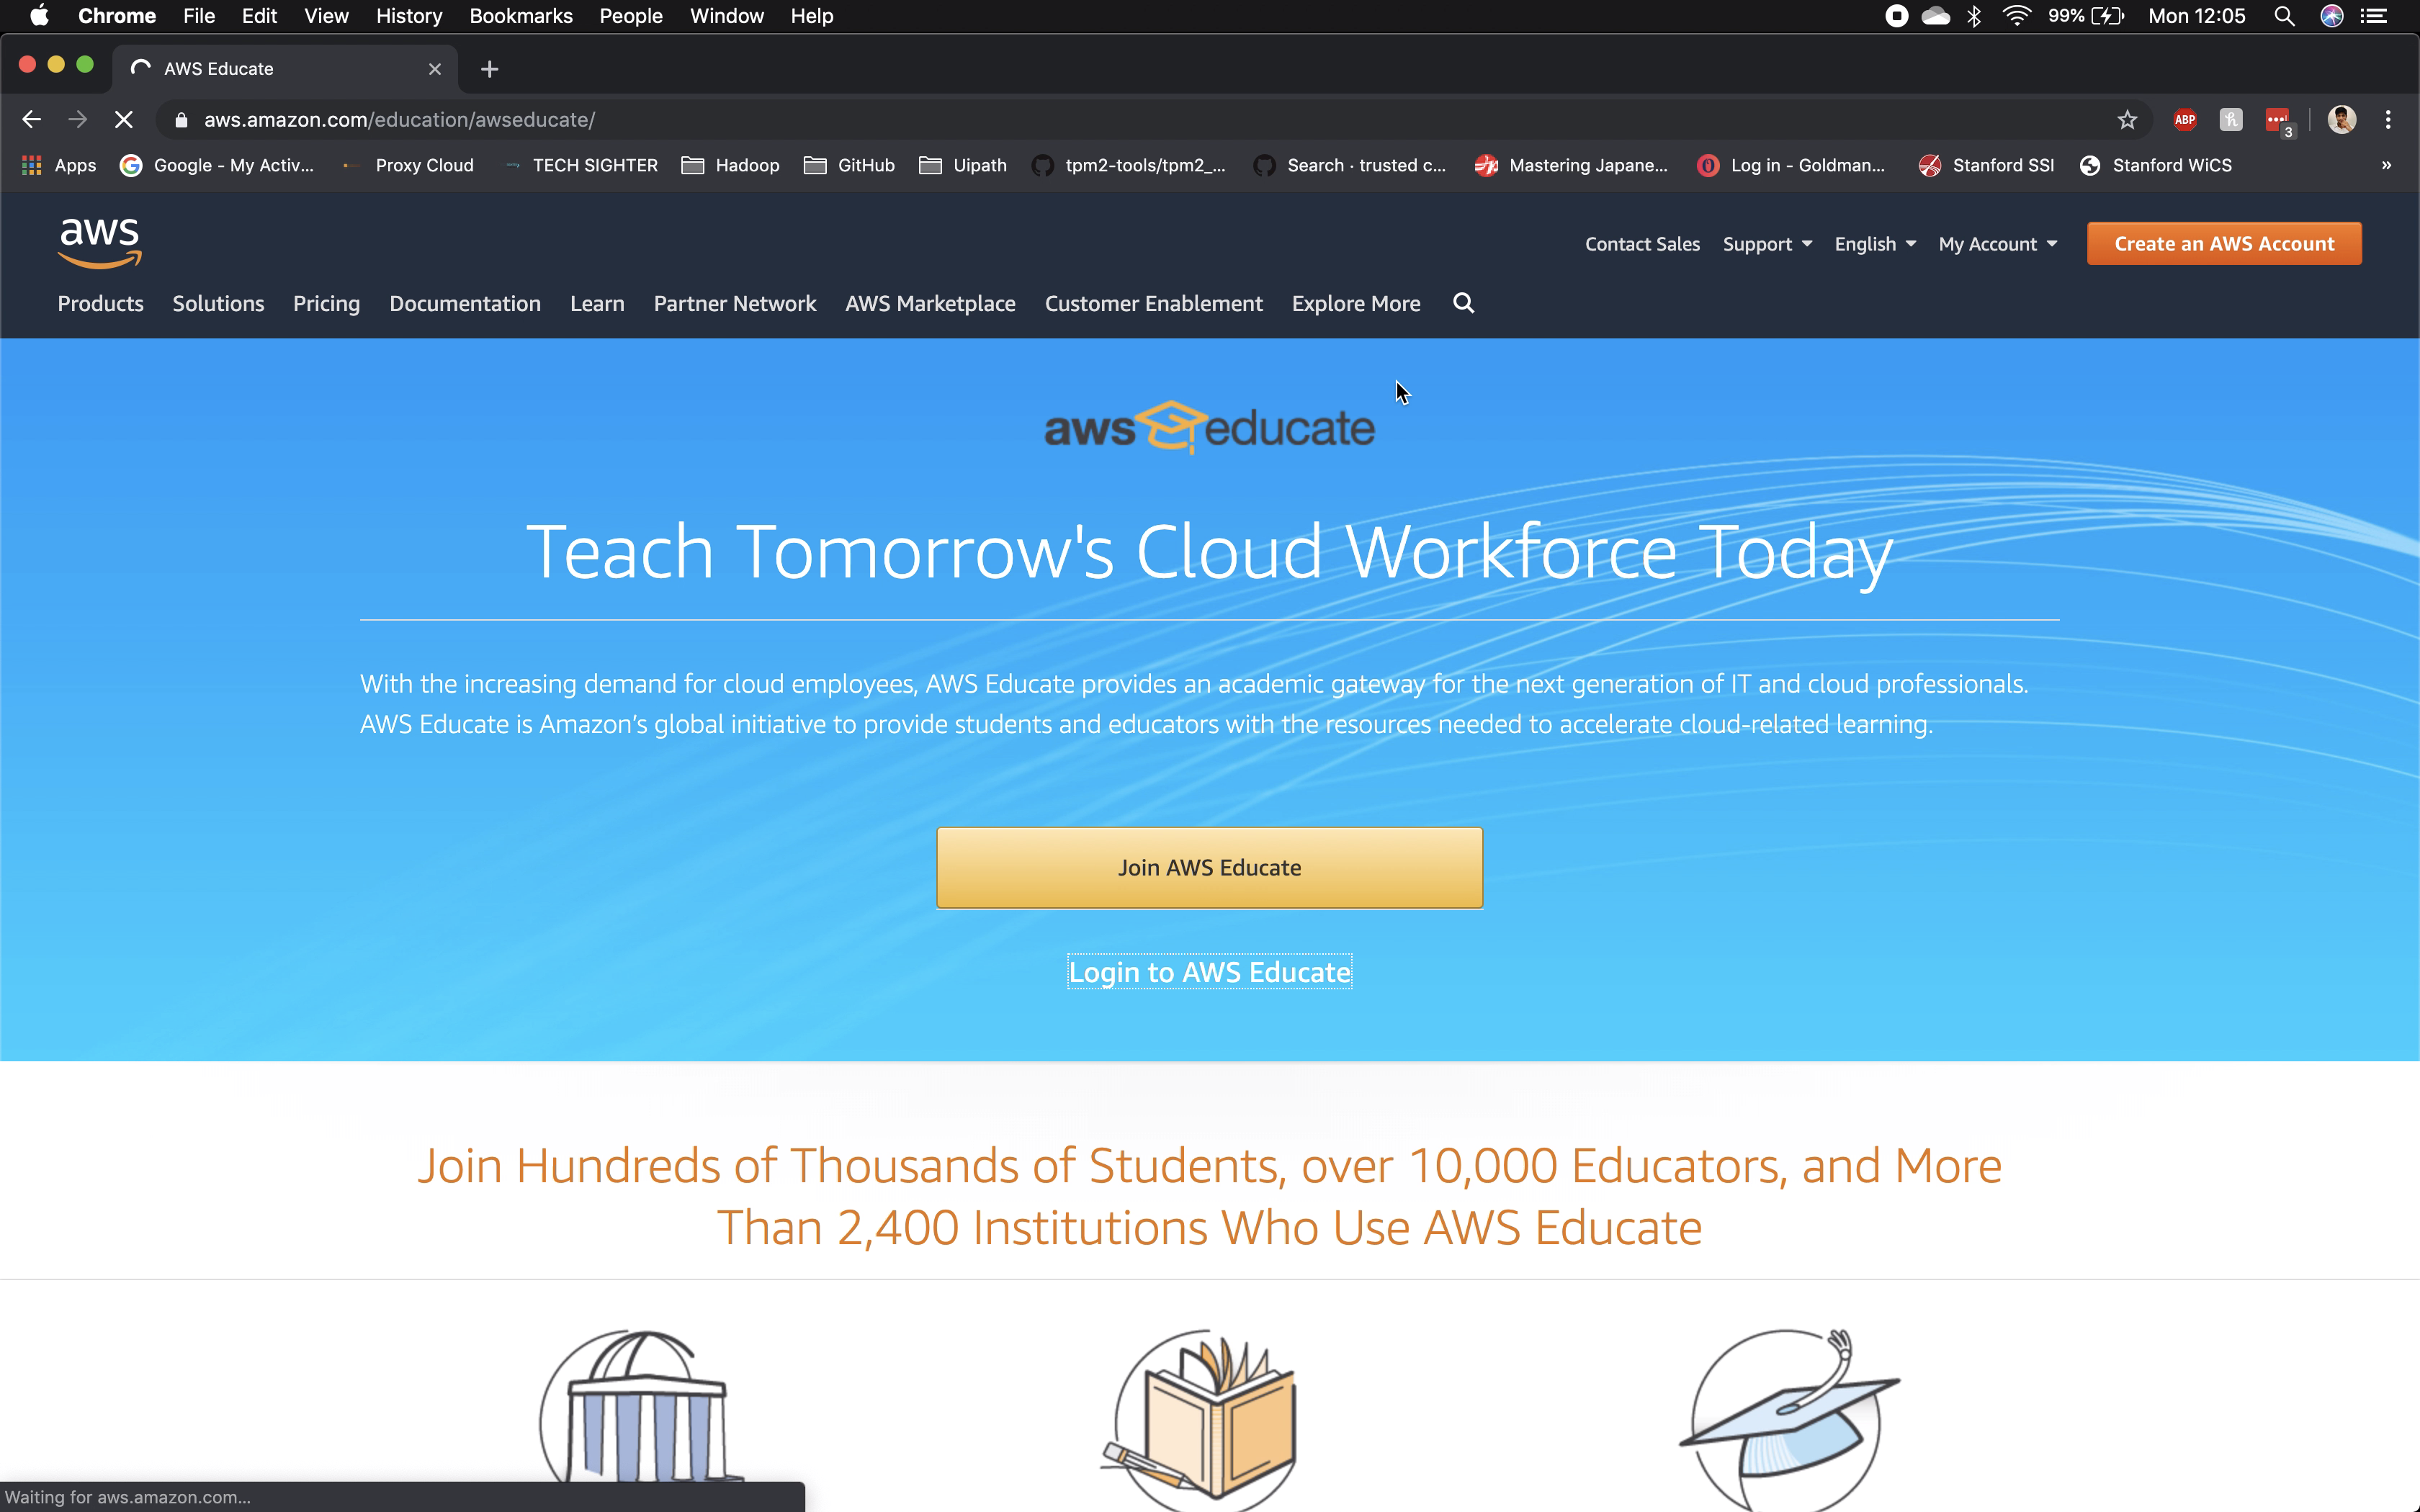 Chrome File Edit View History Bookmarks People Window Help 99% Mon 12:05
AWS Educate
aws.amazon.com/education/awseducate/
ABP
3
Apps Google - My Activ... Proxy Cloud TECH SIGHTER Hadoop GitHub Uipath tpm2-tools/tpm2_... Search · trusted c... Mastering Japane... Log in - Goldman... Stanford SSI Stanford WiCS »
aws
Contact Sales Support English My Account Create an AWS Account
Products Solutions Pricing Documentation Learn Partner Network AWS Marketplace Customer Enablement Explore More
aws educate
Teach Tomorrow's Cloud Workforce Today
With the increasing demand for cloud employees, AWS Educate provides an academic gateway for the next generation of IT and cloud professionals.
AWS Educate is Amazon's global initiative to provide students and educators with the resources needed to accelerate cloud-related learning.
Join AWS Educate
Login to AWS Educate
Join Hundreds of Thousands of Students, over 10,000 Educators, and More
Than 2,400 Institutions Who Use AWS Educate
Waiting for aws.amazon.com...